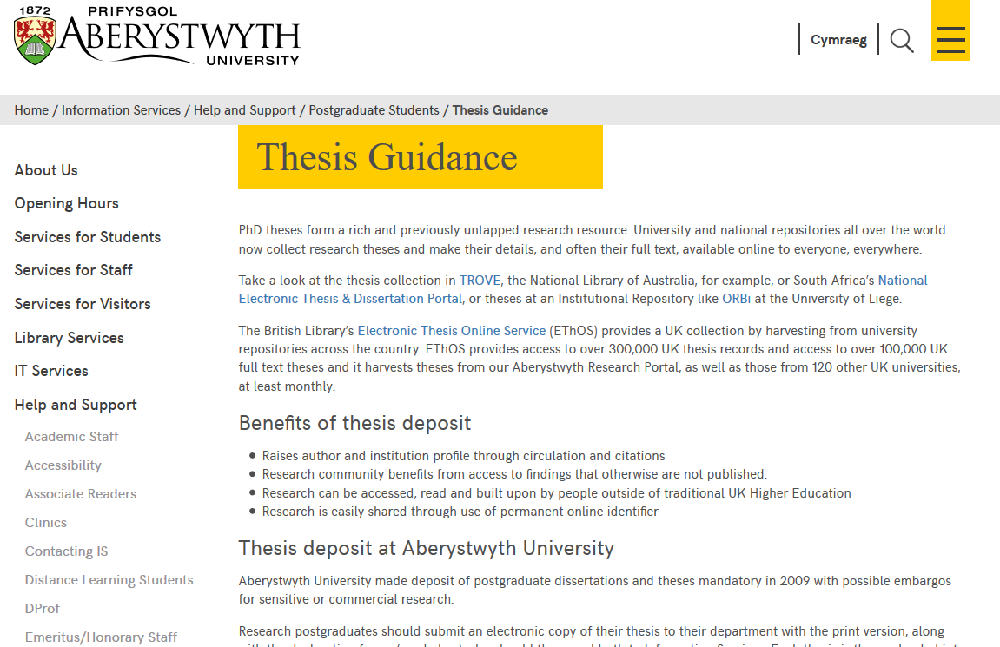 1872
PRIFYSGOL
ABERYSTWYTH
UNIVERSITY
Cymraeg
Home / Information Services / Help and Support / Postgraduate Students / Thesis Guidance
About Us
Opening Hours
Services for Students
Services for Staff
Services for Visitors
Library Services
IT Services
Help and Support
Academic Staff
Accessibility
Associate Readers
Clinics
Contacting IS
Distance Learning Students
DProf
Emeritus/Honorary Staff
Thesis Guidance
PhD theses form a rich and previously untapped research resource. University and national repositories all over the world
now collect research theses and make their details, and often their full text, available online to everyone, everywhere.
Take a look at the thesis collection in TROVE, the National Library of Australia, for example, or South Africa’s National
Electronic Thesis & Dissertation Portal, or theses at an Institutional Repository like ORBi at the University of Liege.
The British Library’s Electronic Thesis Online Service (EThOS) provides a UK collection by harvesting from university
repositories across the country. EThOS provides access to over 300,000 UK thesis records and access to over 100,000 UK
full text theses and it harvests theses from our Aberystwyth Research Portal, as well as those from 120 other UK universities,
at least monthly.
Benefits of thesis deposit
● Raises author and institution profile through circulation and citations
● Research community benefits from access to findings that otherwise are not published.
● Research can be accessed, read and built upon by people outside of traditional UK Higher Education
● Research is easily shared through use of permanent online identifier
Thesis deposit at Aberystwyth University
Aberystwyth University made deposit of postgraduate dissertations and theses mandatory in 2009 with possible embargos
for sensitive or commercial research.
Research postgraduates should submit an electronic copy of their thesis to their department with the print version, along